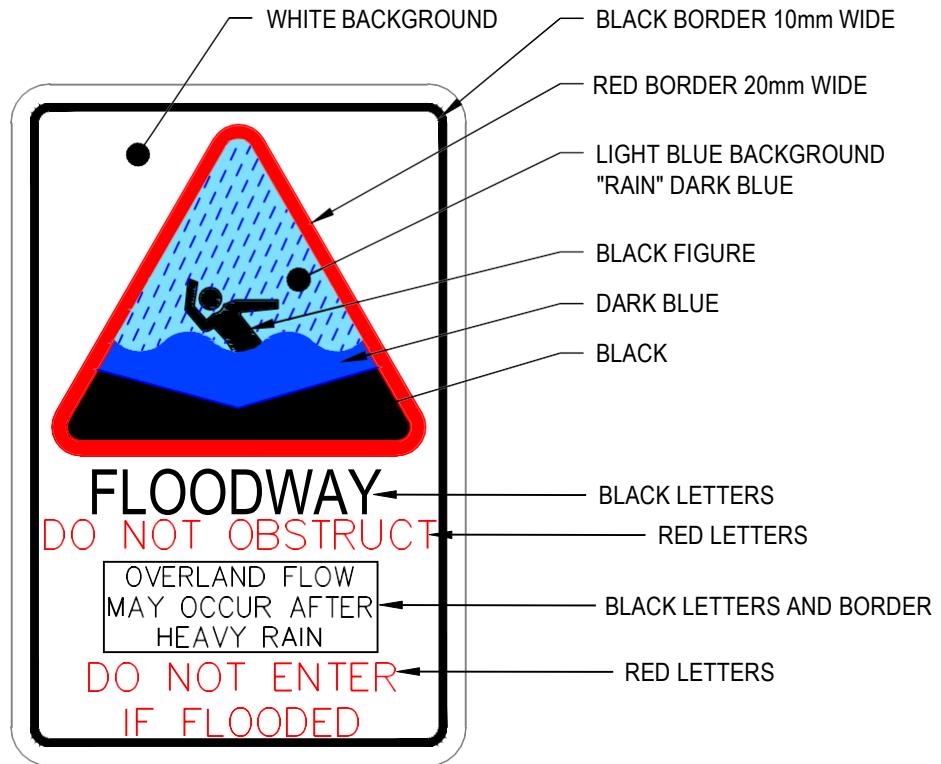 WHITE BACKGROUND
BLACK BORDER 10mm WIDE
RED BORDER 20mm WIDE
LIGHT BLUE BACKGROUND
"RAIN" DARK BLUE
BLACK FIGURE
DARK BLUE
BLACK
FLOODWAY
BLACK LETTERS
DO NOT OBSTRUCT
RED LETTERS
OVERLAND FLOW
MAY OCCUR AFTER
HEAVY RAIN
BLACK LETTERS AND BORDER
DO NOT ENTER
IF FLOODED
RED LETTERS